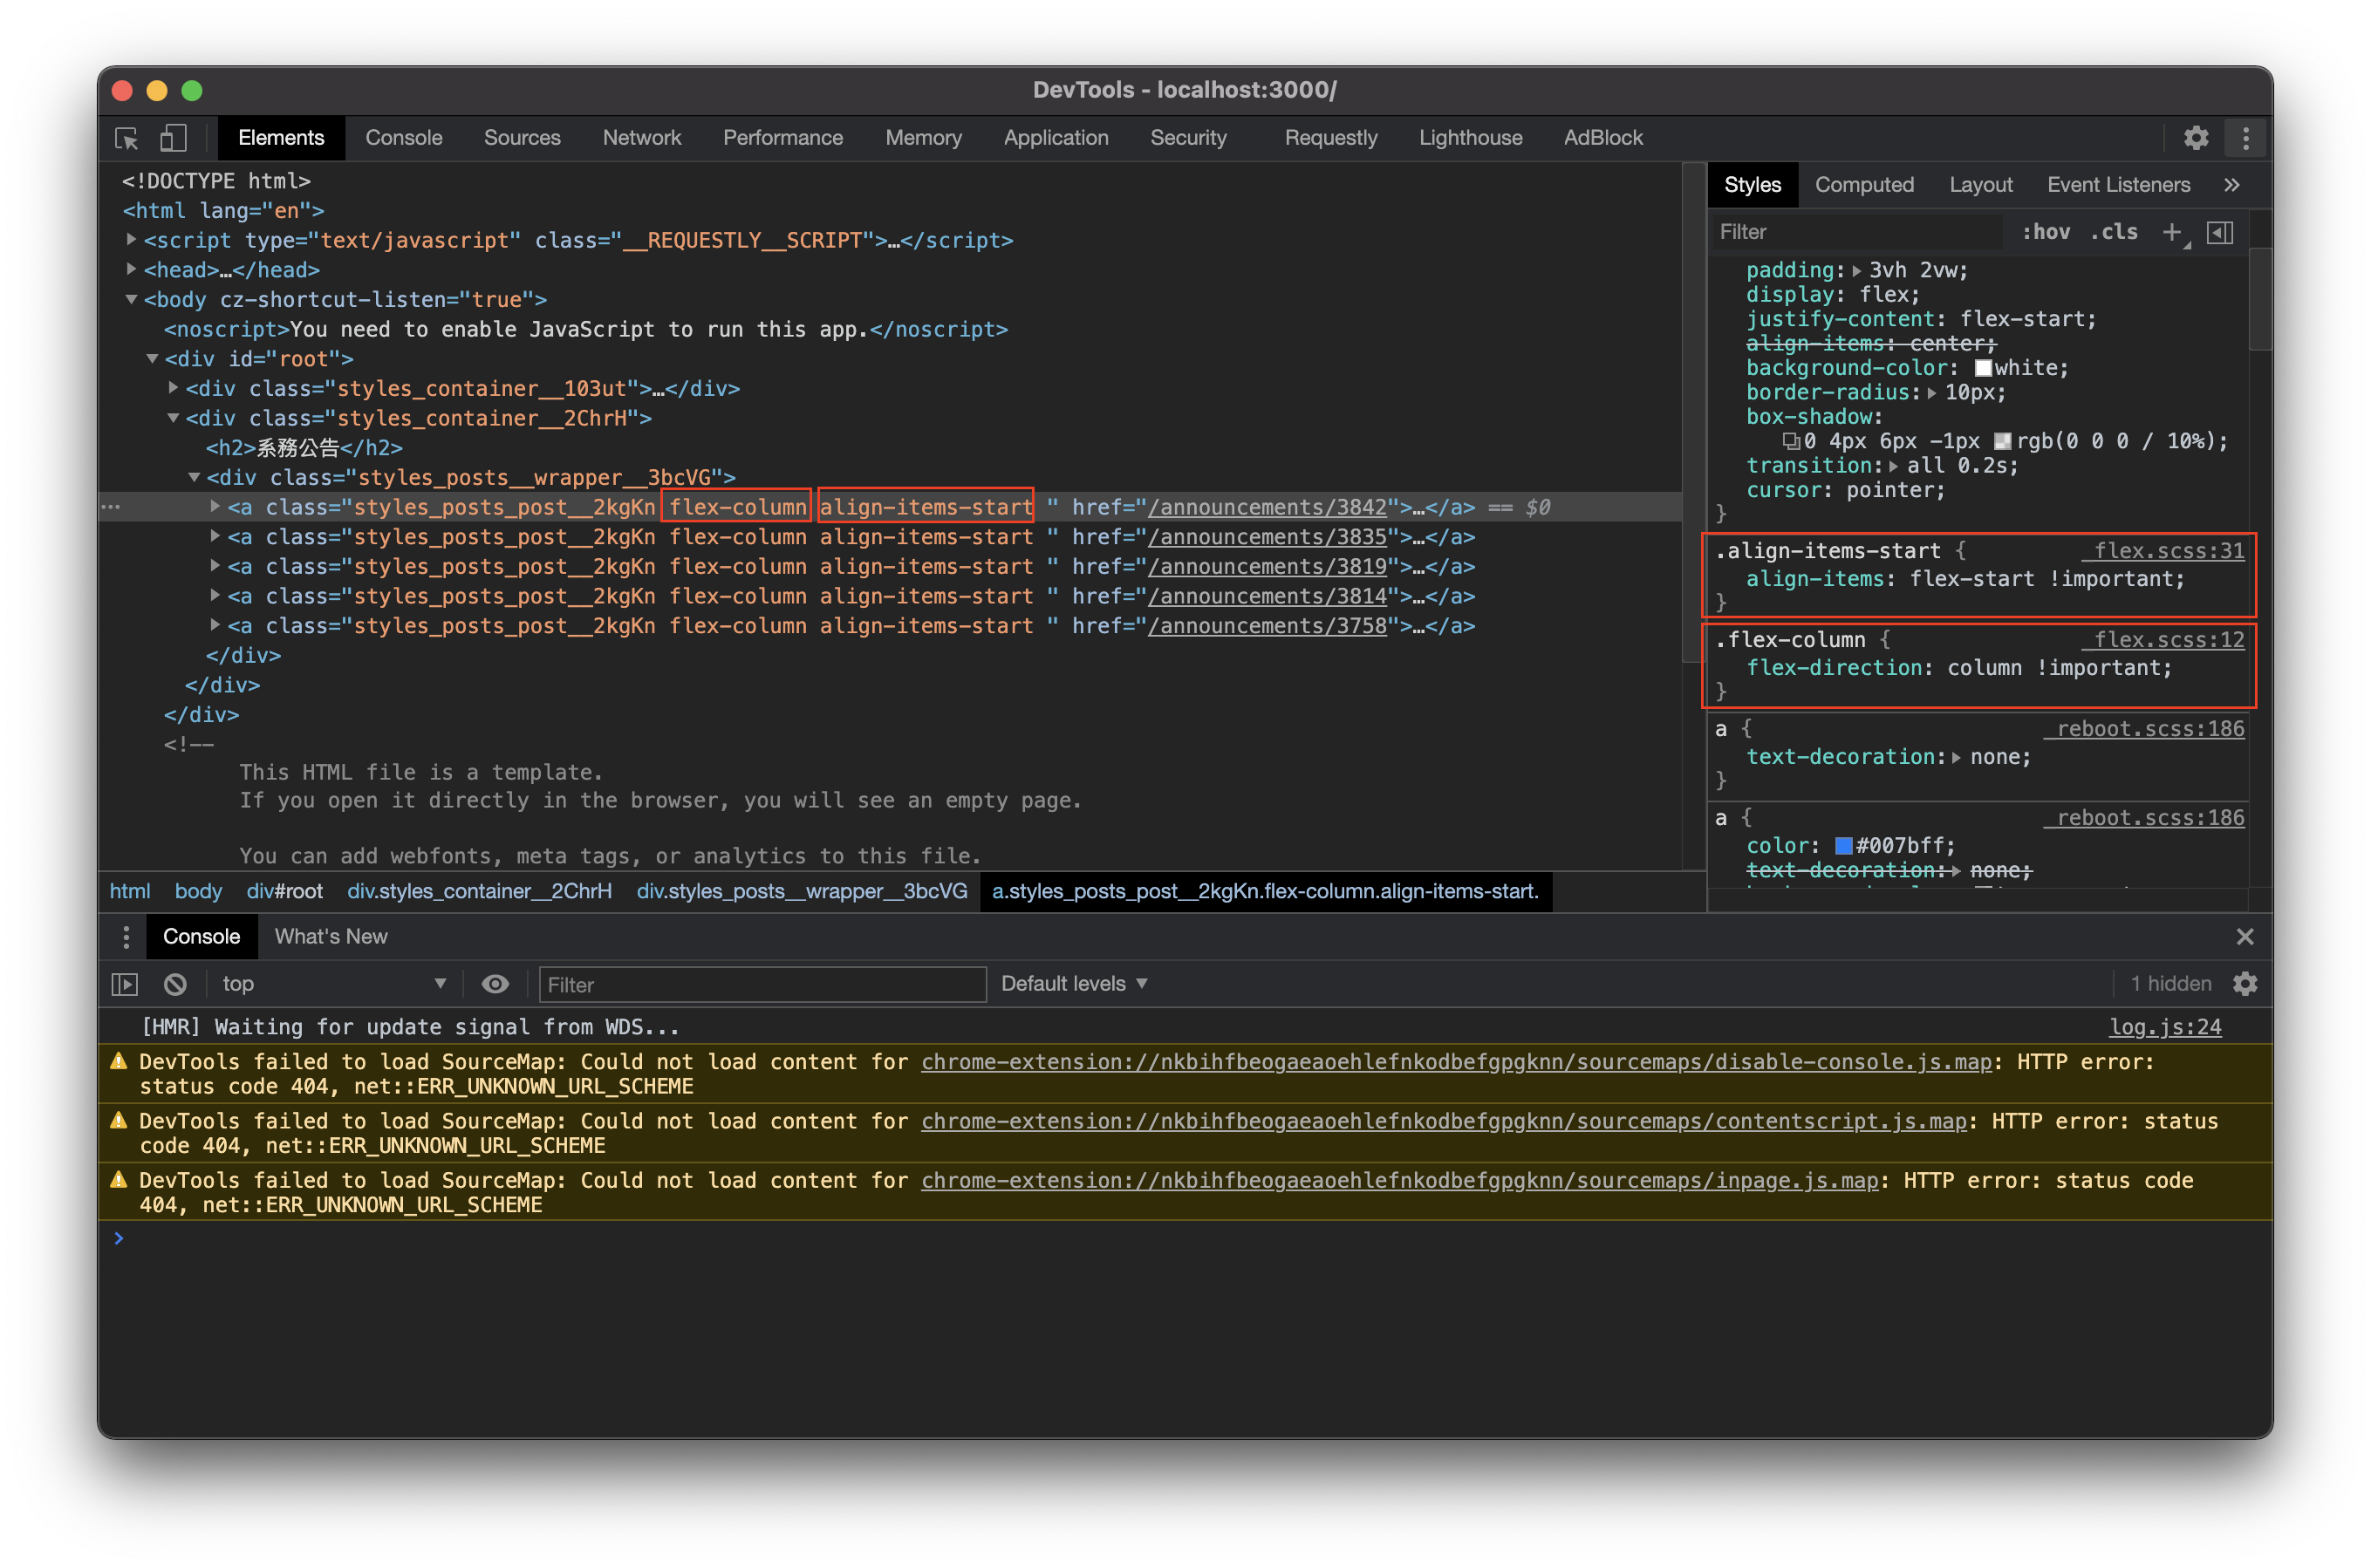 DevTools - localhost:3000/
Elements Console Sources Network Performance Memory Application Security Requestly Lighthouse AdBlock
<!DOCTYPE html>
<html lang="en">
<script type="text/javascript" class="__REQUESTLY__SCRIPT">…</script>
<head>…</head>
<body cz-shortcut-listen="true">
<noscript>You need to enable JavaScript to run this app.</noscript>
<div id="root">
<div class="styles_container__103ut">…</div>
<div class="styles_container__2ChrH">
<h2>系務公告</h2>
<div class="styles_posts__wrapper__3bcVG">
<a class="styles_posts_post__2kgKn flex-column align-items-start " href="/announcements/3842">…</a> == $0
<a class="styles_posts_post__2kgKn flex-column align-items-start " href="/announcements/3835">…</a>
<a class="styles_posts_post__2kgKn flex-column align-items-start " href="/announcements/3819">…</a>
<a class="styles_posts_post__2kgKn flex-column align-items-start " href="/announcements/3814">…</a>
<a class="styles_posts_post__2kgKn flex-column align-items-start " href="/announcements/3758">…</a>
</div>
</div>
</div>
<!--
This HTML file is a template.
If you open it directly in the browser, you will see an empty page.
You can add webfonts, meta tags, or analytics to this file.
html body div#root div.styles_container__2ChrH div.styles_posts__wrapper__3bcVG a.styles_posts_post__2kgKn.flex-column.align-items-start.
Styles Computed Layout Event Listeners »
Filter :hov .cls +
padding: 3vh 2vw;
display: flex;
justify-content: flex-start;
align-items: center;
background-color: white;
border-radius: 10px;
box-shadow:
0 4px 6px -1px rgb(0 0 0 / 10%);
transition: all 0.2s;
cursor: pointer;
}
.align-items-start { _flex.scss:31
align-items: flex-start !important;
}
.flex-column { _flex.scss:12
flex-direction: column !important;
}
a { _reboot.scss:186
text-decoration: none;
}
a { _reboot.scss:186
color: #007bff;
text-decoration: none;
Console What's New
top Filter Default levels 1 hidden
[HMR] Waiting for update signal from WDS... log.js:24
DevTools failed to load SourceMap: Could not load content for chrome-extension://nkbihfbeogaeaoehlefnkodbefgpgknn/sourcemaps/disable-console.js.map: HTTP error:
status code 404, net::ERR_UNKNOWN_URL_SCHEME
DevTools failed to load SourceMap: Could not load content for chrome-extension://nkbihfbeogaeaoehlefnkodbefgpgknn/sourcemaps/contentscript.js.map: HTTP error: status
code 404, net::ERR_UNKNOWN_URL_SCHEME
DevTools failed to load SourceMap: Could not load content for chrome-extension://nkbihfbeogaeaoehlefnkodbefgpgknn/sourcemaps/inpage.js.map: HTTP error: status code
404, net::ERR_UNKNOWN_URL_SCHEME